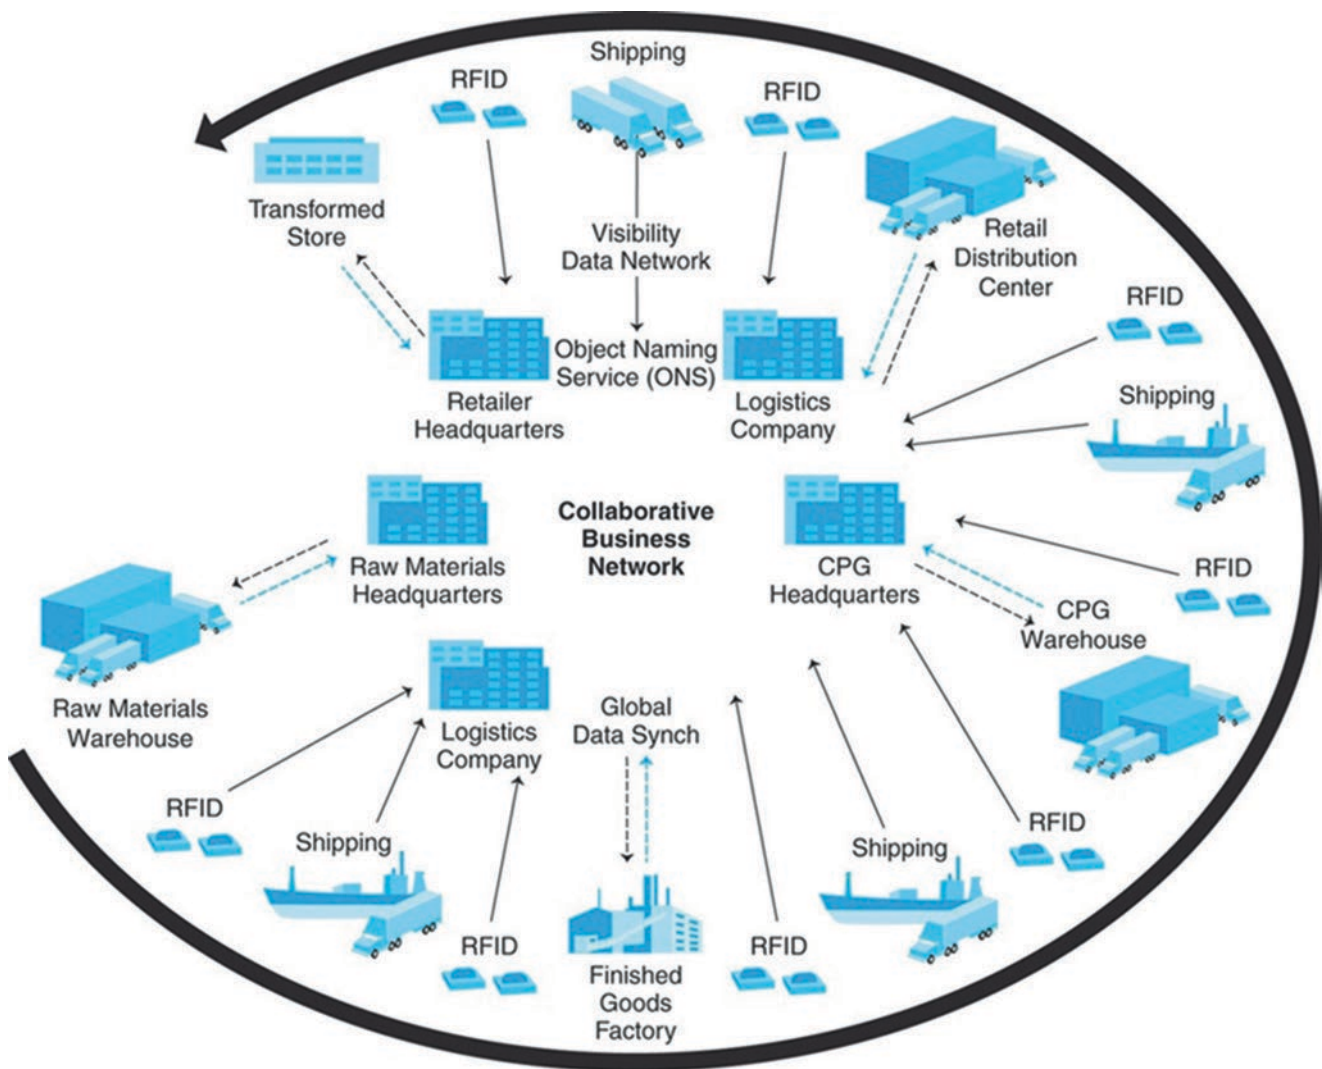 Shipping
RFID
RFID
Transformed
Store
Visibility
Data Network
Retail
Distribution
Center
RFID
Object Naming
Service (ONS)
Retailer
Headquarters
Logistics
Company
Shipping
Collaborative
Business
Network
Raw Materials
Headquarters
CPG
Headquarters
RFID
CPG
Warehouse
Raw Materials
Warehouse
Logistics
Company
Global
Data Synch
RFID
Shipping
RFID
Shipping
RFID
RFID
Finished
Goods
Factory